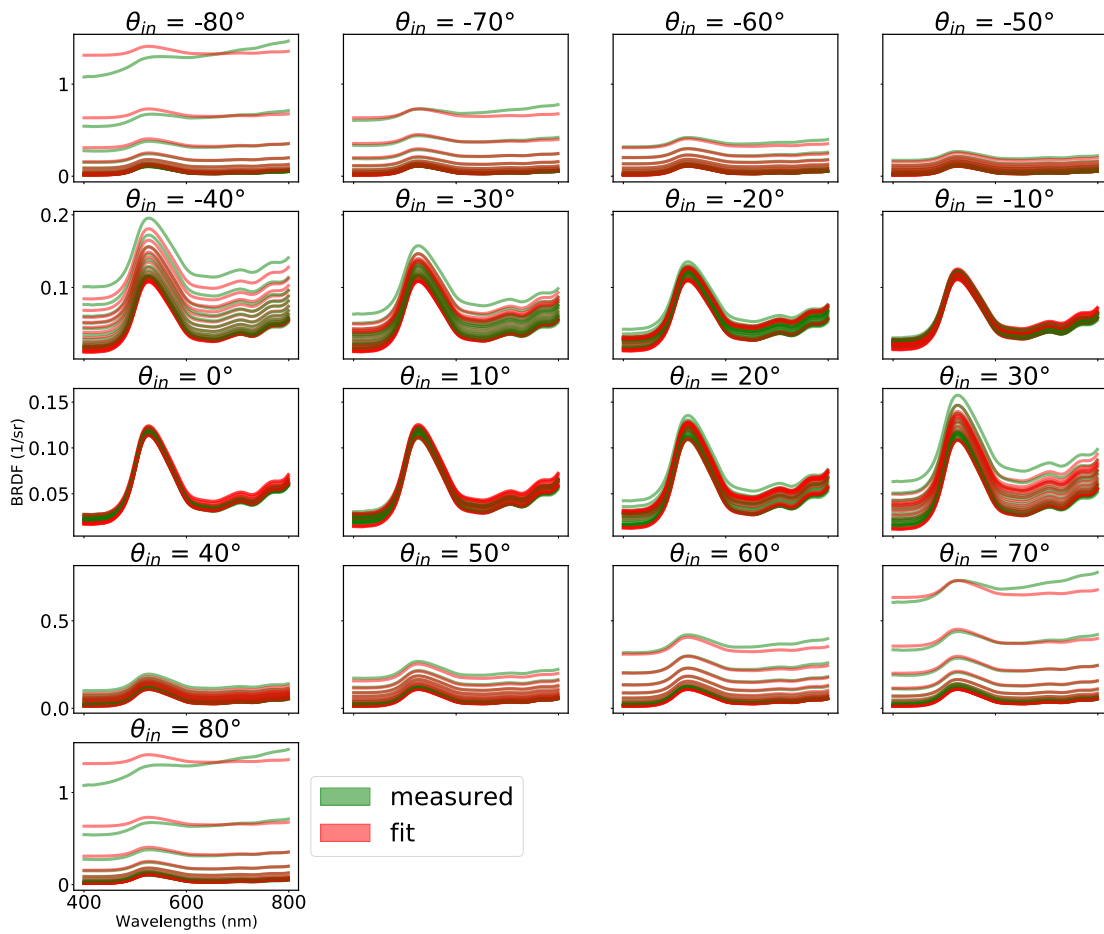 θin = -80° θin = -70° θin = -60° θin = -50°
1
0
θin = -40° θin = -30° θin = -20° θin = -10°
0.2
0.1
θin = 0° θin = 10° θin = 20° θin = 30°
0.15
0.10
0.05
BRDF (1/sr)
θin = 40° θin = 50° θin = 60° θin = 70°
0.5
0.0
θin = 80°
1
0
400 600 800
Wavelengths (nm)
measured
fit